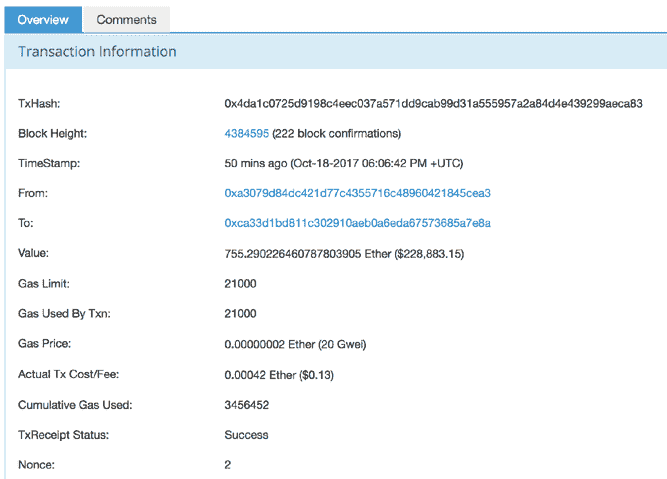 Overview Comments
Transaction Information
TxHash: 0x4da1c0725d9198c4eec037a571dd9cab99d31a555957a2a84d4e439299aeca83
Block Height: 4384595 (222 block confirmations)
TimeStamp: 50 mins ago (Oct-18-2017 06:06:42 PM +UTC)
From: 0xa3079d84dc421d77c4355716c48960421845cea3
To: 0xca33d1bd811c302910aeb0a6eda67573685a7e8a
Value: 755.290226460787803905 Ether ($228,883.15)
Gas Limit: 21000
Gas Used By Txn: 21000
Gas Price: 0.00000002 Ether (20 Gwei)
Actual Tx Cost/Fee: 0.00042 Ether ($0.13)
Cumulative Gas Used: 3456452
TxReceipt Status: Success
Nonce: 2